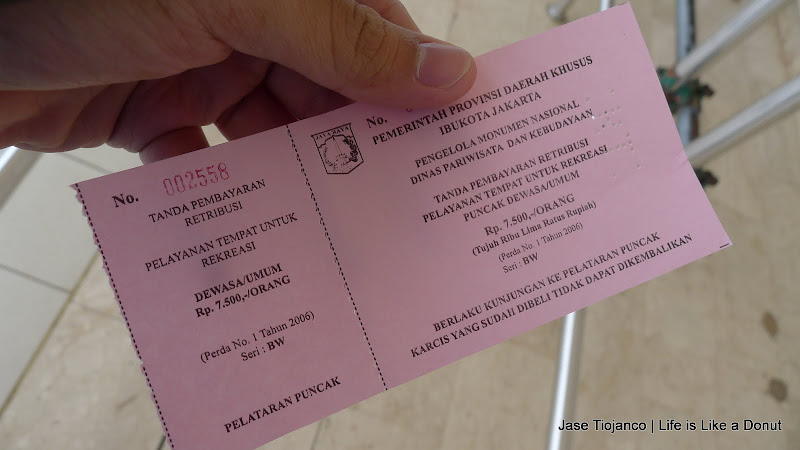 No. 002558
TANDA PEMBAYARAN
RETRIBUSI
PELAYANAN TEMPAT UNTUK
REKREASI
DEWASA/UMUM
Rp. 7.500,-/ORANG
(Perda No. 1 Tahun 2006)
Seri : BW
PELATARAN PUNCAK
JAYA RAYA
No.
PEMERINTAH PROVINSI DAERAH KHUSUS
IBUKOTA JAKARTA
PENGELOLA MONUMEN NASIONAL
DINAS PARIWISATA DAN KEBUDAYAAN
TANDA PEMBAYARAN RETRIBUSI
PELAYANAN TEMPAT UNTUK REKREASI
PUNCAK DEWASA/UMUM
Rp. 7.500,-/ORANG
(Tujuh Ribu Lima Ratus Rupiah)
(Perda No. 1 Tahun 2006)
Seri : BW
BERLAKU KUNJUNGAN KE PELATARAN PUNCAK
KARCIS YANG SUDAH DIBELI TIDAK DAPAT DIKEMBALIKAN
Jase Tiojanco | Life is Like a Donut